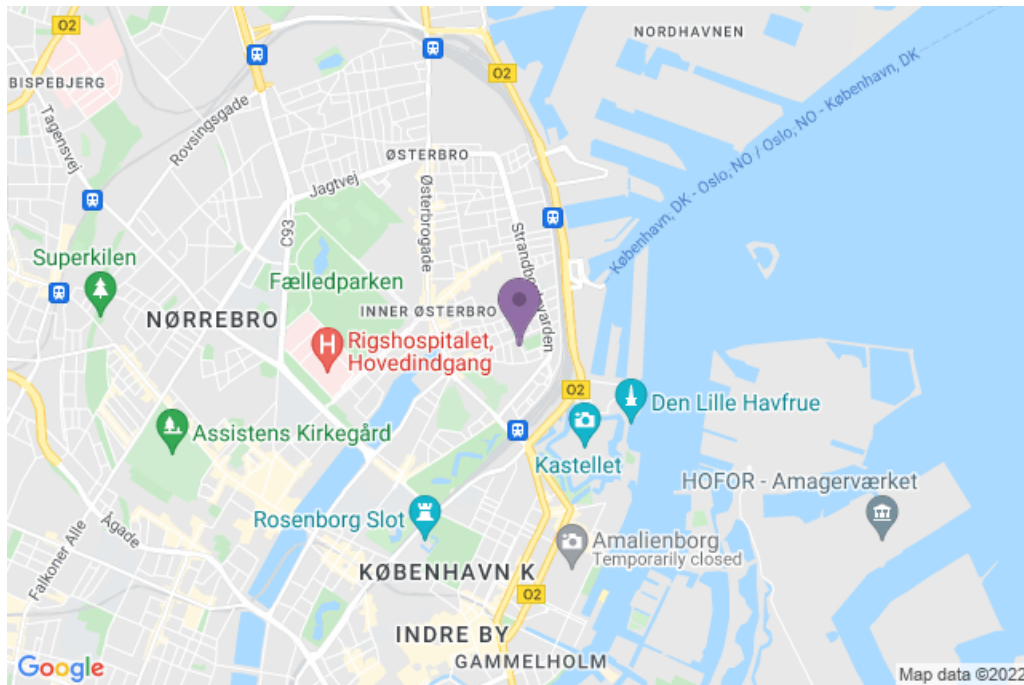 O2
NORDHAVNEN
O2
BISPEBJERG
Tagensvej
Rovsingsgade
København, DK - Oslo, NO / Oslo, NO - København, DK
ØSTERBRO
Jagtvej
Østerbrogade
C93
Superkilen
Strandbo
varden
Fælledparken
INNER ØSTERBRO
NØRREBRO
H
Rigshospitalet,
Hovedindgang
O2
Den Lille Havfrue
Assistens Kirkegård
Kastellet
HOFOR - Amagerværket
Rosenborg Slot
Ågade
Falkoner Alle
Amalienborg
Temporarily closed
KØBENHAVN K
O2
INDRE BY
GAMMELHOLM
Google
Map data ©2022